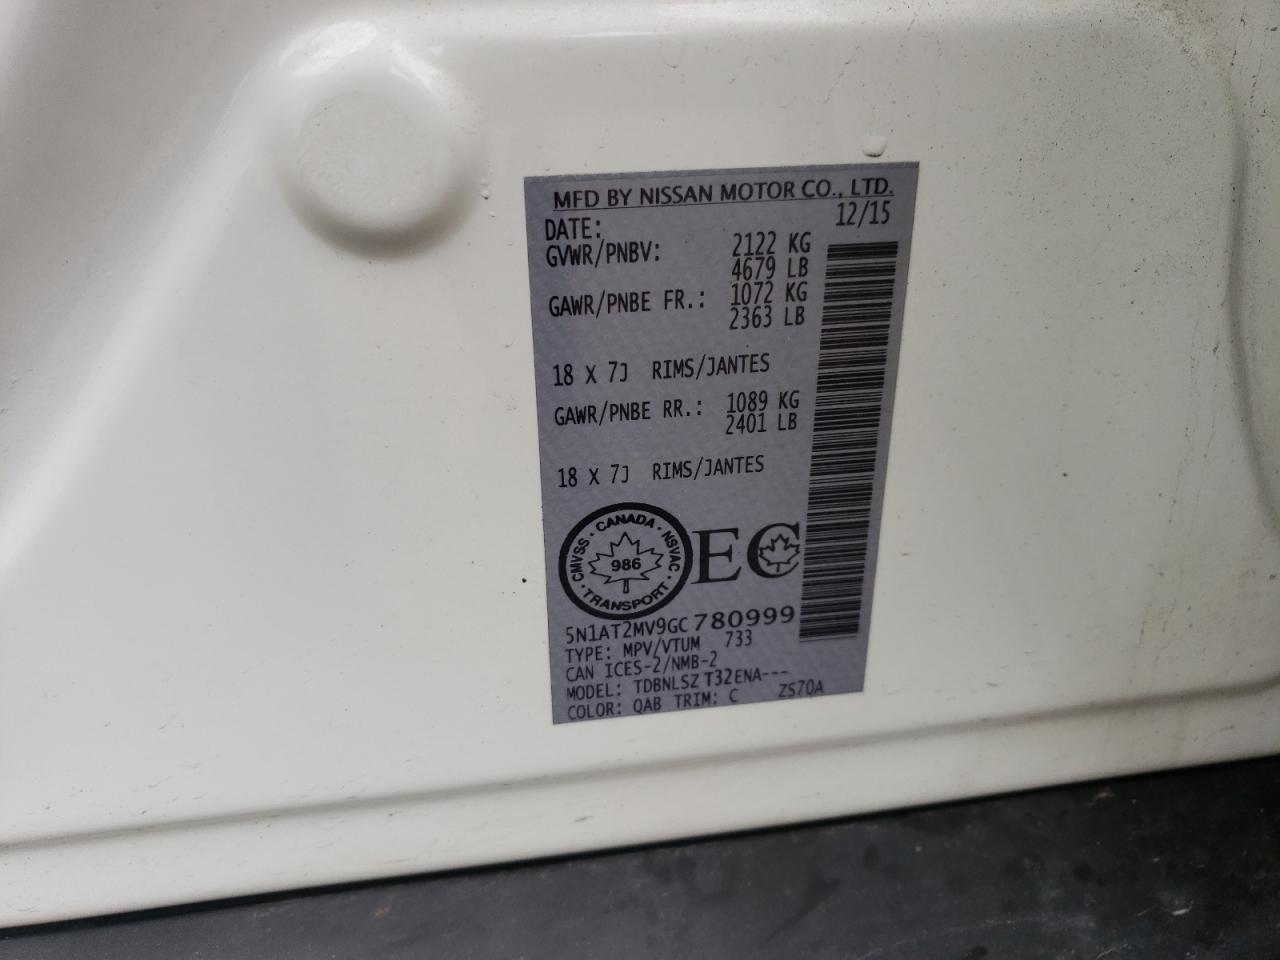 MFD BY NISSAN MOTOR CO., LTD.
DATE: 12/15
GVWR/PNBV: 2122 KG
4679 LB
GAWR/PNBE FR.: 1072 KG
2363 LB
18 X 7J RIMS/JANTES
GAWR/PNBE RR.: 1089 KG
2401 LB
18 X 7J RIMS/JANTES
CMVSS · CANADA · NSVAC · TRANSPORT ·
986
EC
5N1AT2MV9GC780999
TYPE: MPV/VTUM 733
CAN ICES-2/NMB-2
MODEL: TDBNLSZ T32ENA---
COLOR: QAB TRIM: C ZS70A